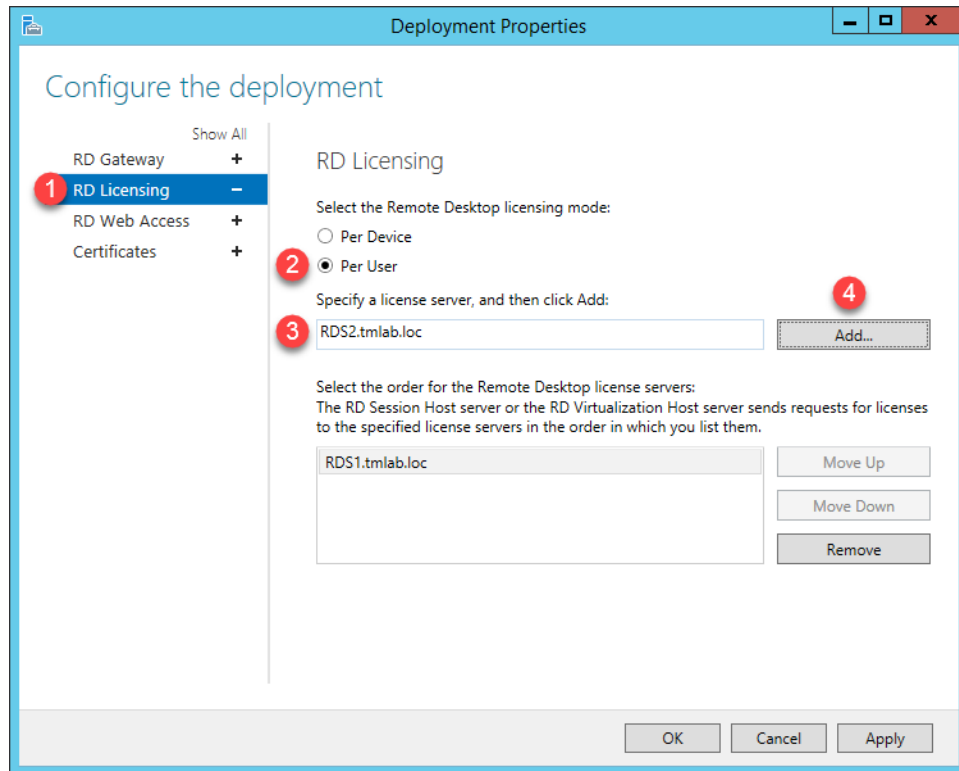 Deployment Properties
Configure the deployment
Show All
RD Gateway +
1 RD Licensing –
RD Web Access +
Certificates +
RD Licensing
Select the Remote Desktop licensing mode:
Per Device
2 Per User
Specify a license server, and then click Add:
4
3 RDS2.tmlab.loc Add...
Select the order for the Remote Desktop license servers:
The RD Session Host server or the RD Virtualization Host server sends requests for licenses
to the specified license servers in the order in which you list them.
RDS1.tmlab.loc Move Up
Move Down
Remove
OK Cancel Apply